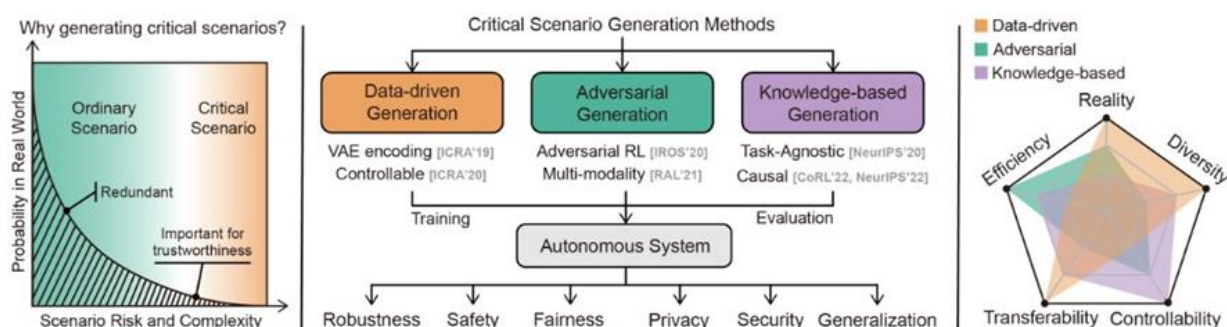 Why generating critical scenarios?
Probability in Real World
Ordinary
Scenario
Critical
Scenario
Redundant
Important for
trustworthiness
Scenario Risk and Complexity
Critical Scenario Generation Methods
Data-driven
Generation
Adversarial
Generation
Knowledge-based
Generation
VAE encoding [ICRA'19]
Controllable [ICRA'20]
Adversarial RL [IROS'20]
Multi-modality [RAL'21]
Task-Agnostic [NeurIPS'20]
Causal [CoRL'22, NeurIPS'22]
Training
Evaluation
Autonomous System
Robustness
Safety
Fairness
Privacy
Security
Generalization
Data-driven
Adversarial
Knowledge-based
Reality
Efficiency
Diversity
Transferability
Controllability